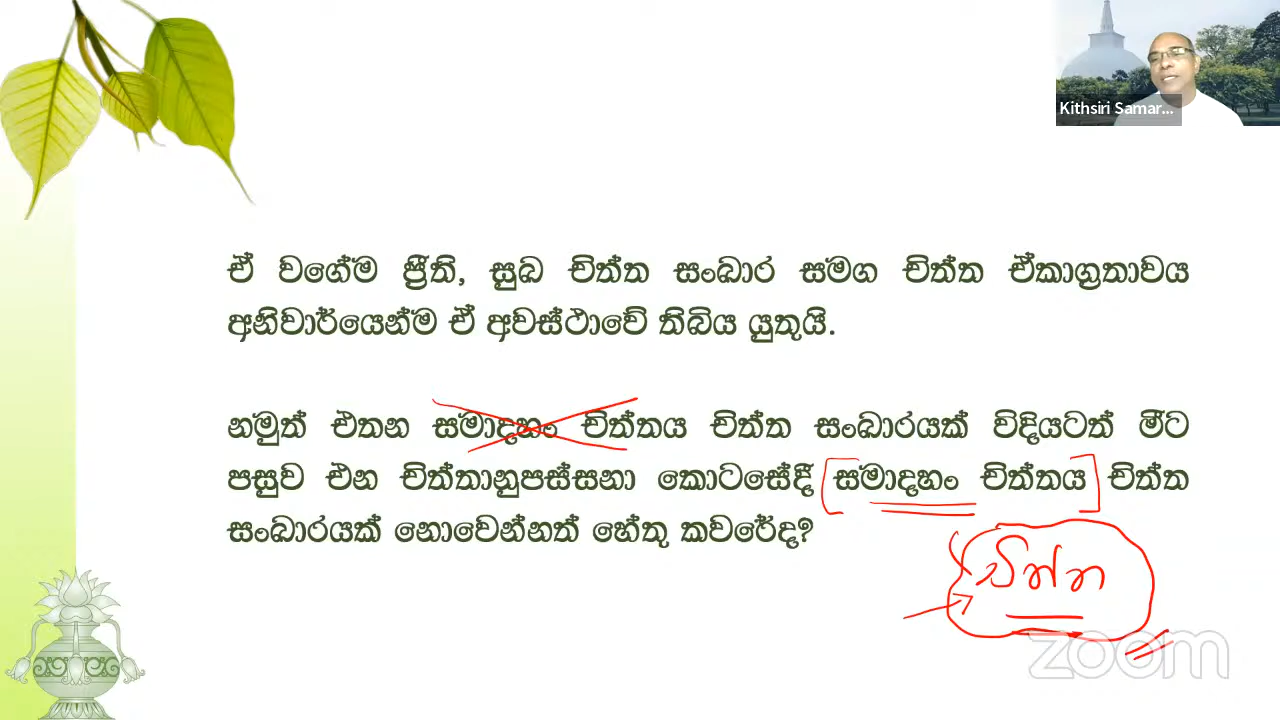 Kithsiri Samar...
ඒ වගේම ප්‍රීති, සුඛ චිත්ත සංඛාර සමග චිත්ත ඒකාග්‍රතාවය
අනිවාර්යෙන්ම ඒ අවස්ථාවේ තිබිය යුතුයි.
නමුත් එතන සමාදහං චිත්තය චිත්ත සංඛාරයක් විදියටත් මීට
පසුව එන චිත්තානුපස්සනා කොටසේදී සමාදහං චිත්තය චිත්ත
සංඛාරයක් නොවෙන්නත් හේතු කවරේද?
චිත්ත
zoom